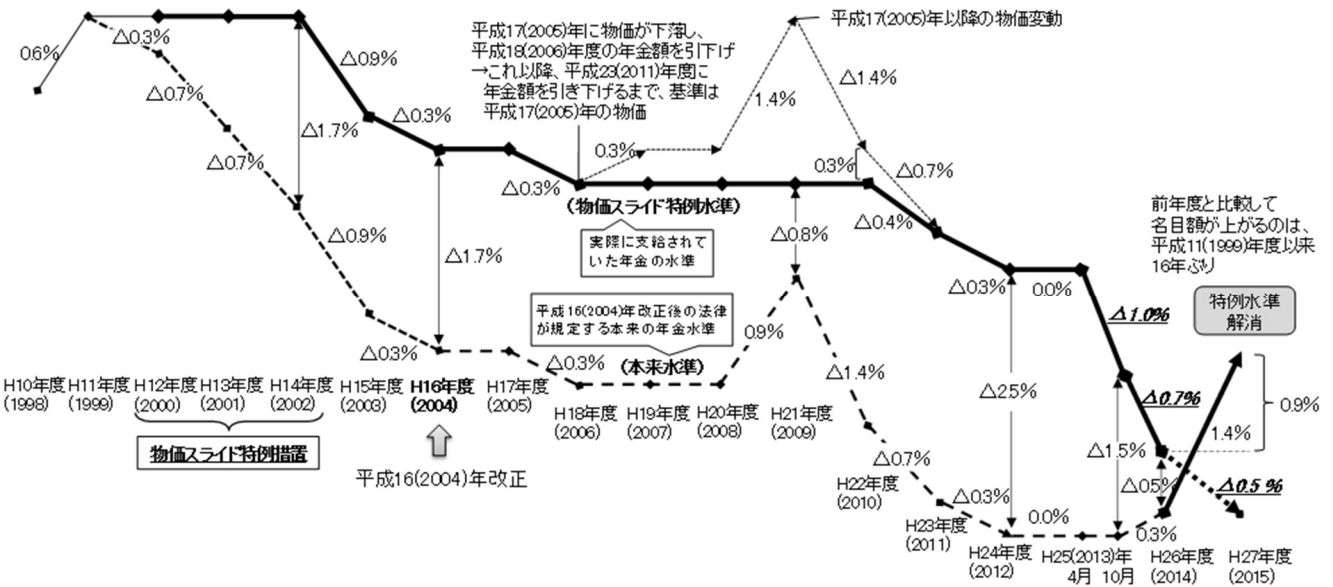 0.6%
△0.3%
△0.7%
△0.7%
△0.9%
△0.3%
△1.7%
△0.9%
△0.3%
△1.7%
平成17(2005)年に物価が下落し、
平成18(2006)年度の年金額を引下げ
→これ以降、平成23(2011)年度に
年金額を引き下げるまで、基準は
平成17(2005)年の物価
平成17(2005)年以降の物価変動
0.3%
1.4%
△1.4%
0.3%
△0.7%
△0.3%
(物価スライド特例水準)
実際に支給されて
いた年金の水準
△0.8%
△0.4%
△0.3%
0.0%
前年度と比較して
名目額が上がるのは、
平成11(1999)年度以来
16年ぶり
特例水準
解消
△1.0%
△0.7%
平成16(2004)年改正後の法律
が規定する本来の年金水準
(本来水準)
△0.3%
0.9%
△1.4%
△2.5%
△1.5%
△0.5%
1.4%
0.9%
△0.5%
△0.7%
△0.3%
0.0%
0.3%
H10年度
(1998)
H11年度
(1999)
H12年度
(2000)
H13年度
(2001)
H14年度
(2002)
H15年度
(2003)
H16年度
(2004)
H17年度
(2005)
H18年度
(2006)
H19年度
(2007)
H20年度
(2008)
H21年度
(2009)
H22年度
(2010)
H23年度
(2011)
H24年度
(2012)
H25(2013)年
4月 10月
H26年度
(2014)
H27年度
(2015)
物価スライド特例措置
平成16(2004)年改正